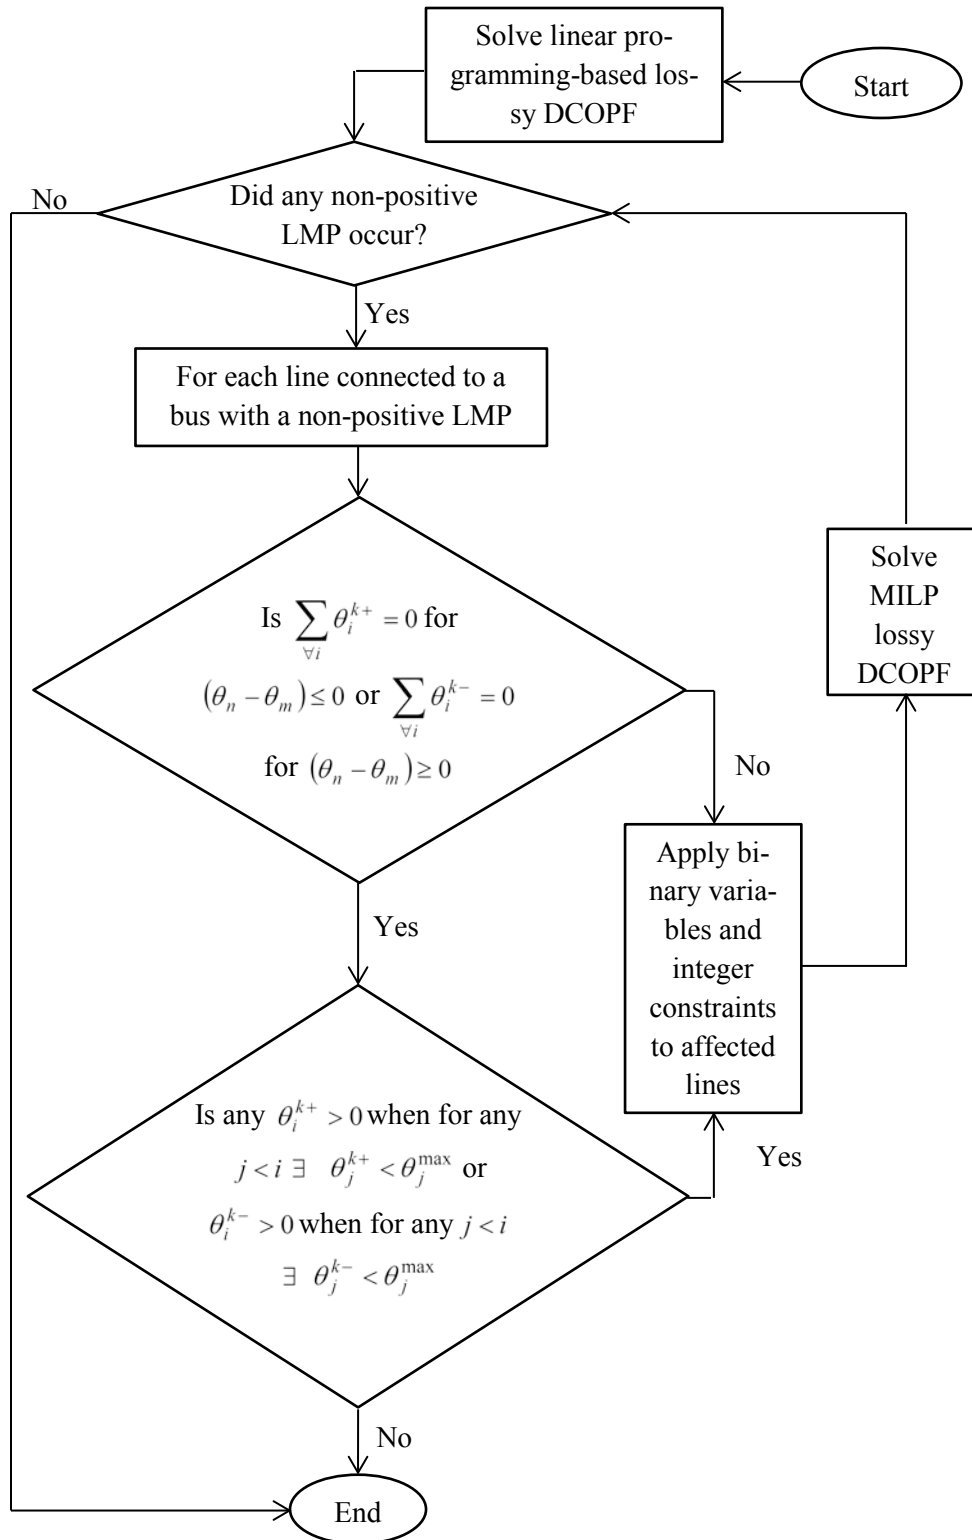 Solve linear pro-
gramming-based los-
sy DCOPF
Start
Did any non-positive
LMP occur?
No
Yes
For each line connected to a
bus with a non-positive LMP
Is ∑_{∀i} θ_i^{k+} = 0 for
(θ_n − θ_m) ≤ 0 or ∑_{∀i} θ_i^{k−} = 0
for (θ_n − θ_m) ≥ 0
No
Yes
Solve
MILP
lossy
DCOPF
Apply bi-
nary varia-
bles and
integer
constraints
to affected
lines
Is any θ_i^{k+} > 0 when for any
j < i ∃ θ_j^{k+} < θ_j^{max} or
θ_i^{k−} > 0 when for any j < i
∃ θ_j^{k−} < θ_j^{max}
Yes
No
End